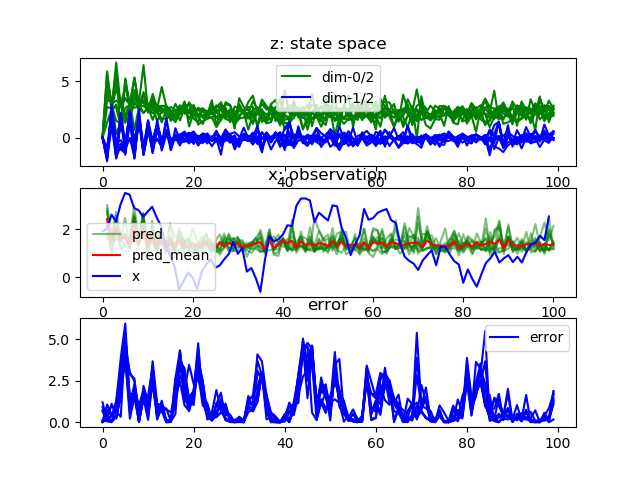 z: state space
5
0
dim-0/2
dim-1/2
0 20 40 60 80 100
x: observation
2
0
pred
pred_mean
x
0 20 40 60 80 100
error
5.0
2.5
0.0
error
0 20 40 60 80 100